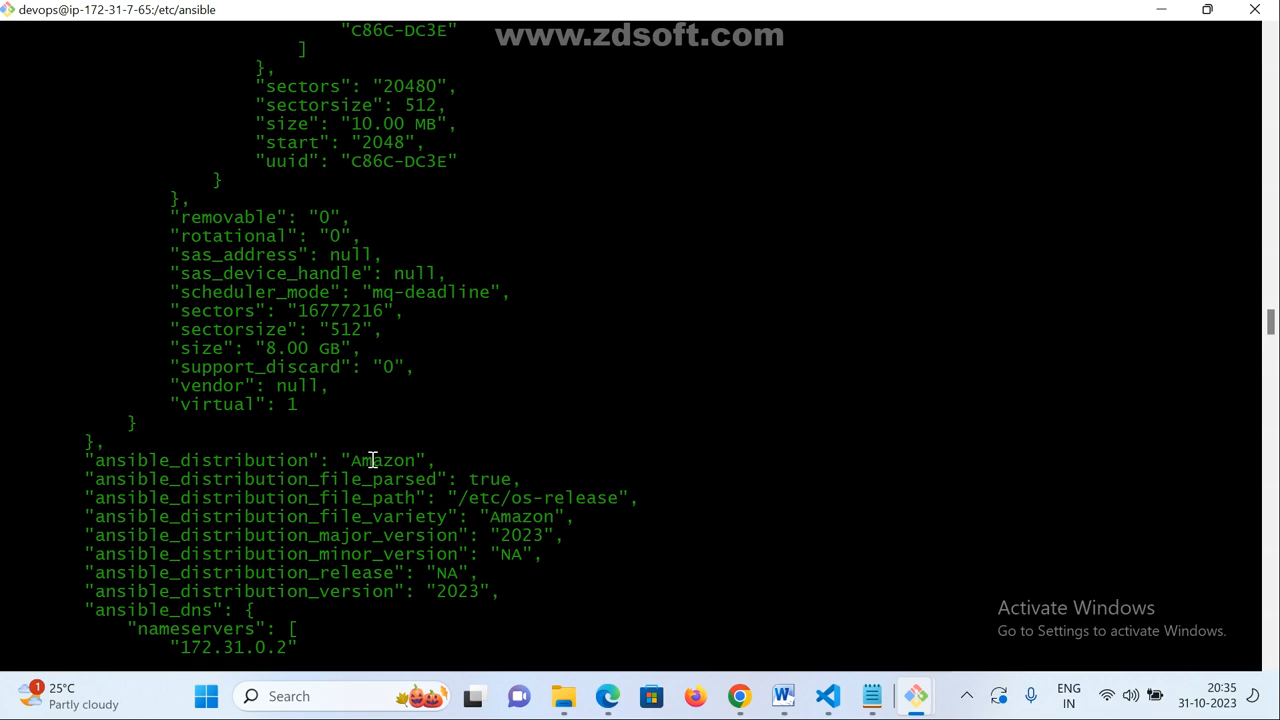 devops@ip-172-31-7-65:/etc/ansible
www.zdsoft.com
"C86C-DC3E"
]
},
"sectors": "20480",
"sectorsize": 512,
"size": "10.00 MB",
"start": "2048",
"uuid": "C86C-DC3E"
}
},
"removable": "0",
"rotational": "0",
"sas_address": null,
"sas_device_handle": null,
"scheduler_mode": "mq-deadline",
"sectors": "16777216",
"sectorsize": "512",
"size": "8.00 GB",
"support_discard": "0",
"vendor": null,
"virtual": 1
}
},
"ansible_distribution": "Amazon",
"ansible_distribution_file_parsed": true,
"ansible_distribution_file_path": "/etc/os-release",
"ansible_distribution_file_variety": "Amazon",
"ansible_distribution_major_version": "2023",
"ansible_distribution_minor_version": "NA",
"ansible_distribution_release": "NA",
"ansible_distribution_version": "2023",
"ansible_dns": {
"nameservers": [
"172.31.0.2"
Activate Windows
Go to Settings to activate Windows.
1
25°C
Partly cloudy
Search
ENG
IN
20:35
31-10-2023